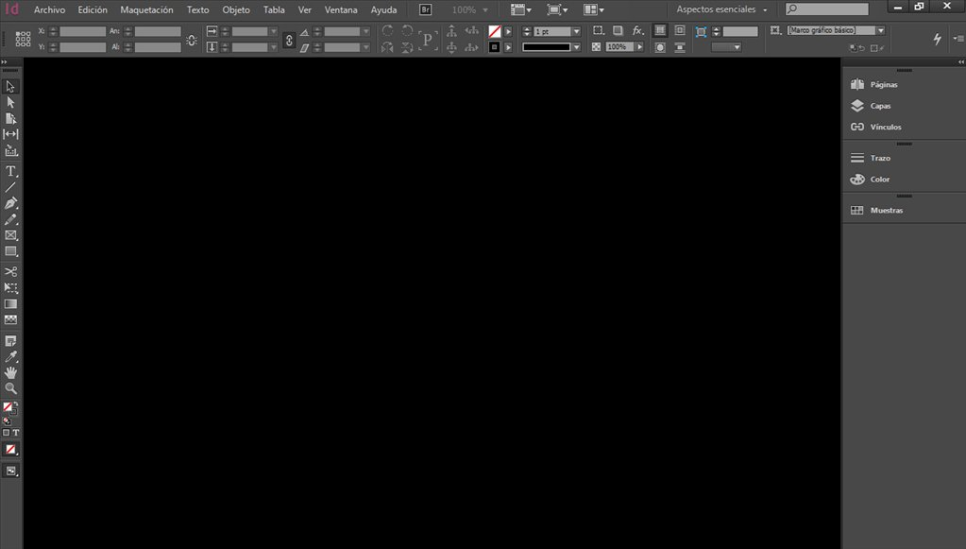 Id Archivo Edición Maquetación Texto Objeto Tabla Ver Ventana Ayuda Br 100% Aspectos esenciales
X: An: 1 pt fx. [Marco gráfico básico]
Y: Al: P 100%
Páginas
Capas
Vínculos
T
Trazo
Color
Muestras
T